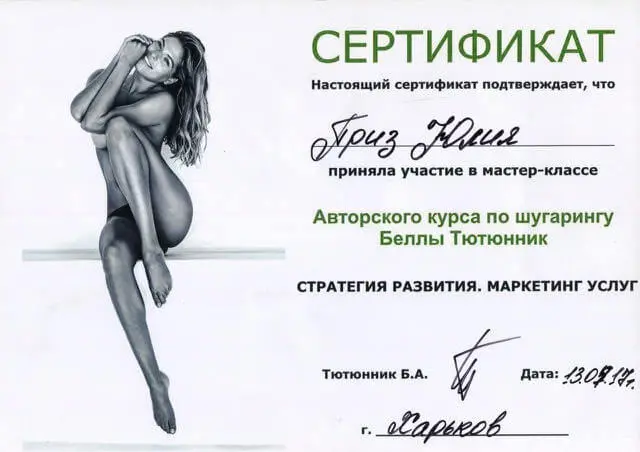 СЕРТИФИКАТ
Настоящий сертификат подтверждает, что
Приз Юлия
приняла участие в мастер-классе
Авторского курса по шугарингу
Беллы Тютюнник
СТРАТЕГИЯ РАЗВИТИЯ. МАРКЕТИНГ УСЛУГ
Тютюнник Б.А. Дата: 13.07.17г.
г. Харьков